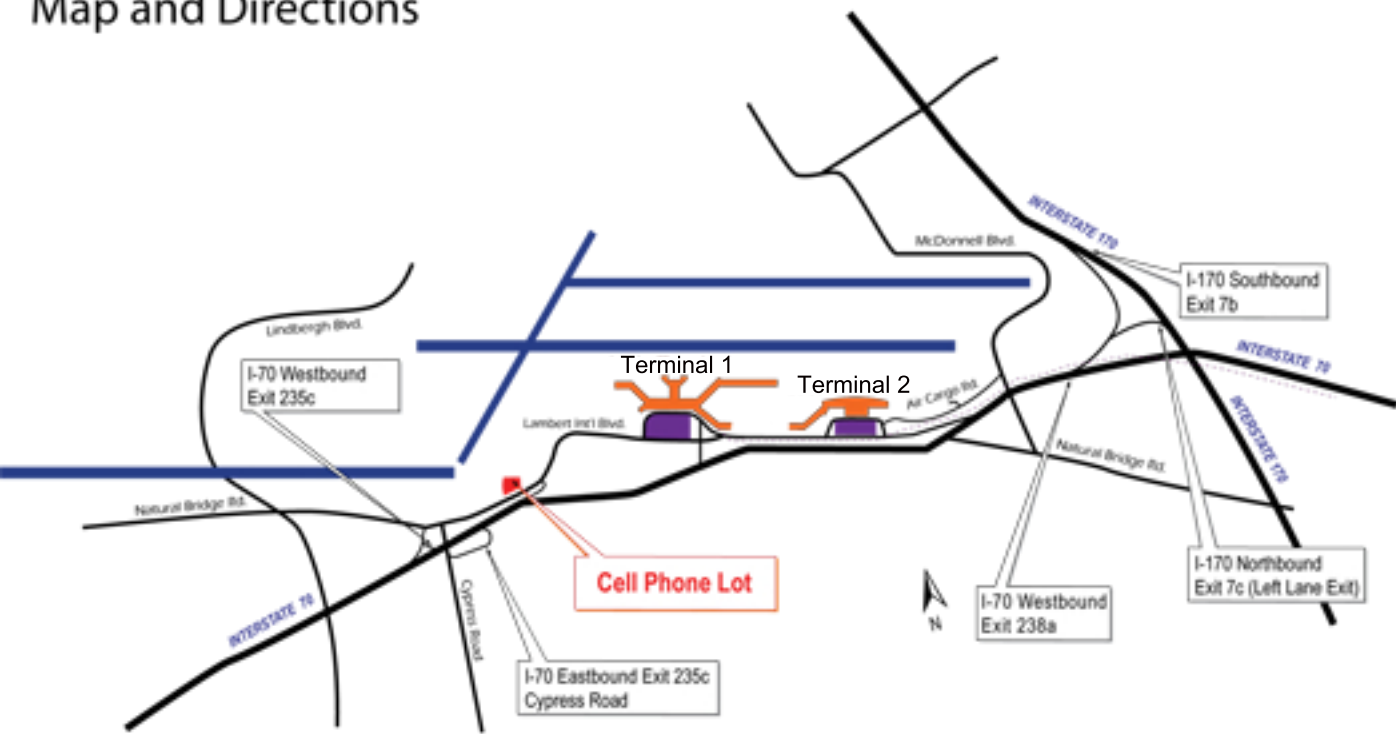 Map and Directions
INTERSTATE 170
McDonnell Blvd.
I-170 Southbound
Exit 7b
Lindbergh Blvd.
INTERSTATE 70
I-70 Westbound
Exit 235c
Terminal 1
Terminal 2
Air Cargo Rd.
INTERSTATE 170
Lambert Int'l Blvd.
Natural Bridge Rd.
Natural Bridge Rd.
Cell Phone Lot
I-170 Northbound
Exit 7c (Left Lane Exit)
I-70 Westbound
Exit 238a
N
INTERSTATE 70
Cypress Road
I-70 Eastbound Exit 235c
Cypress Road